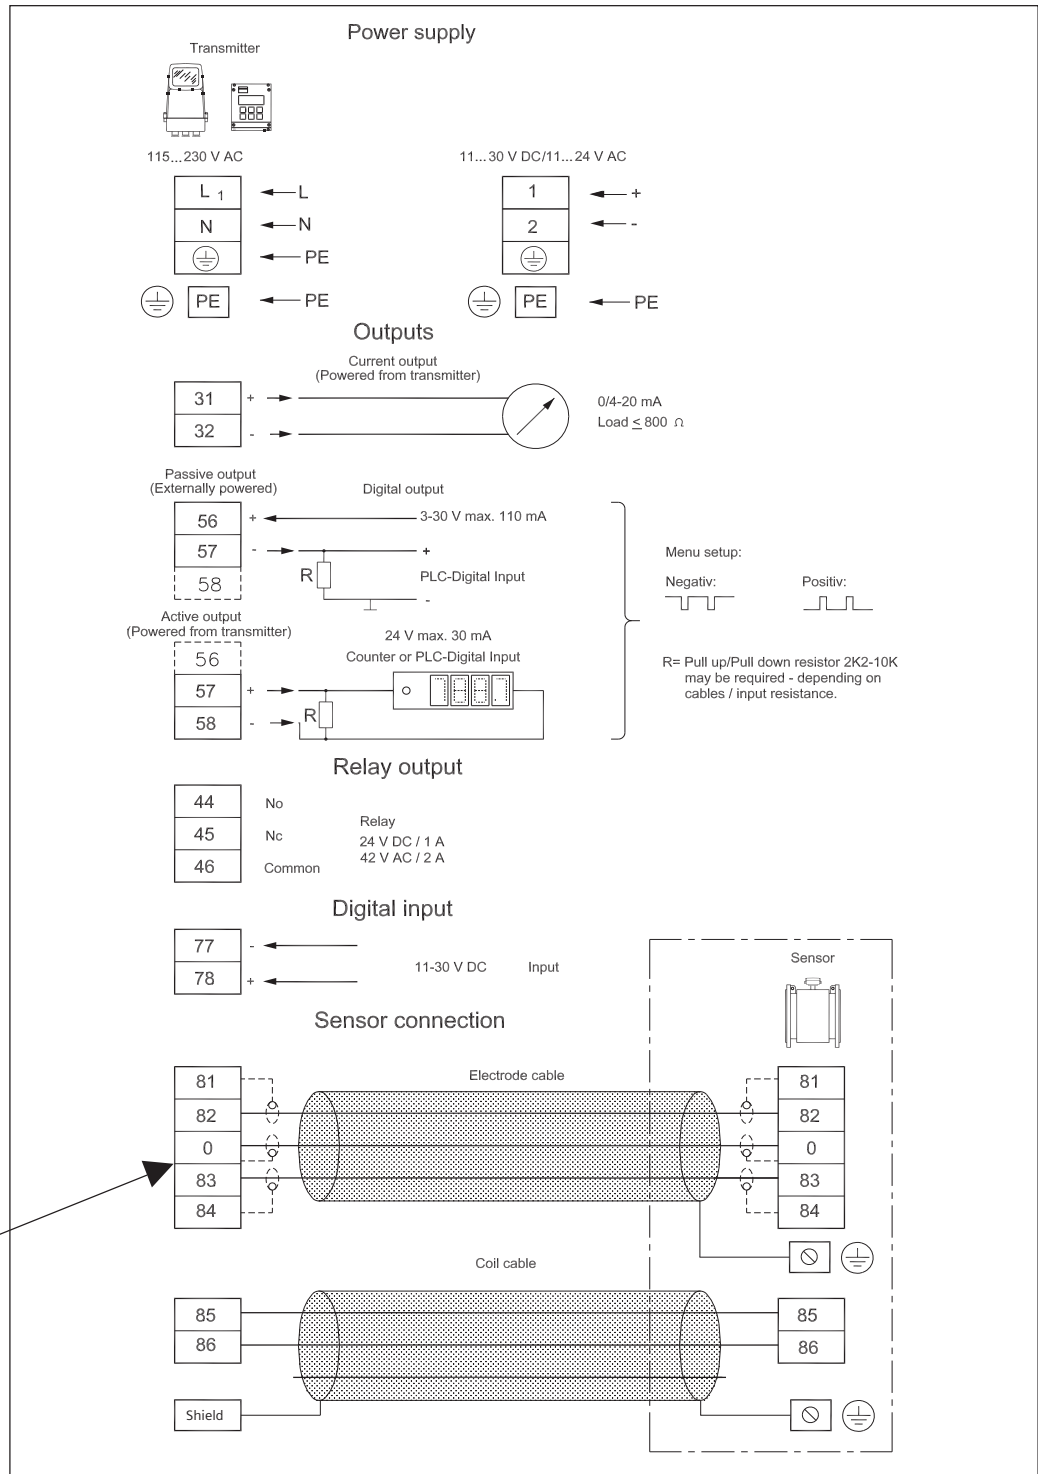 Power supply
Transmitter
115...230 V AC
11...30 V DC/11...24 V AC
L 1
L
N
N
PE
PE
PE
1
+
2
-
PE
PE
Outputs
Current output
(Powered from transmitter)
31
+
32
-
0/4-20 mA
Load ≤ 800 Ω
Passive output
(Externally powered)
Digital output
56
+
3-30 V max. 110 mA
57
-
+
58
R
PLC-Digital Input
-
Menu setup:
Negativ:
Positiv:
Active output
(Powered from transmitter)
24 V max. 30 mA
Counter or PLC-Digital Input
56
57
+
58
-
R
R= Pull up/Pull down resistor 2K2-10K
may be required - depending on
cables / input resistance.
Relay output
44
No
45
Nc
46
Common
Relay
24 V DC / 1 A
42 V AC / 2 A
Digital input
77
-
78
+
11-30 V DC
Input
Sensor
Sensor connection
Electrode cable
81
81
82
82
0
0
83
83
84
84
Coil cable
85
85
86
86
Shield